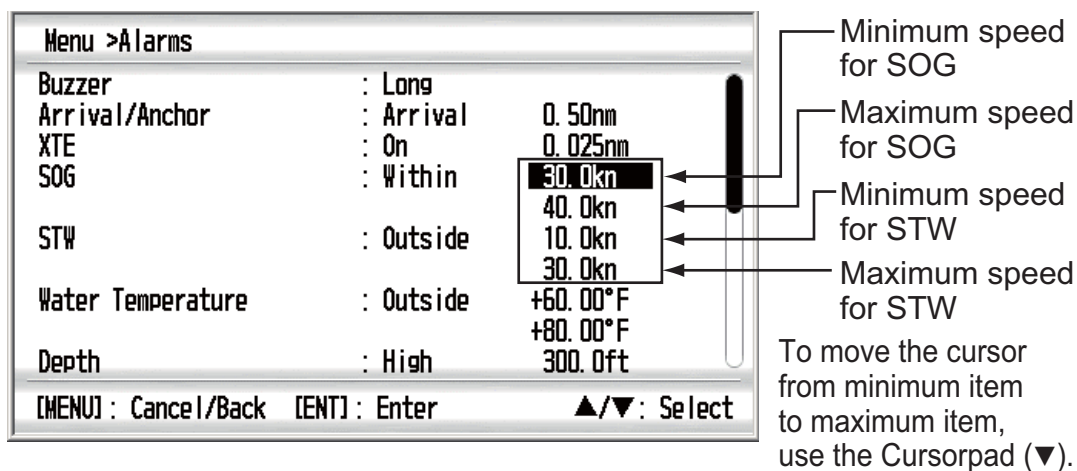 Menu >Alarms
Buzzer : Long
Arrival/Anchor : Arrival 0.50nm
XTE : On 0.025nm
SOG : Within 30.0kn
40.0kn
STW : Outside 10.0kn
30.0kn
Water Temperature : Outside +60.00°F
+80.00°F
Depth : High 300.0ft
[MENU]: Cancel/Back [ENT]: Enter ▲/▼: Select
Minimum speed
for SOG
Maximum speed
for SOG
Minimum speed
for STW
Maximum speed
for STW
To move the cursor
from minimum item
to maximum item,
use the Cursorpad (▼).